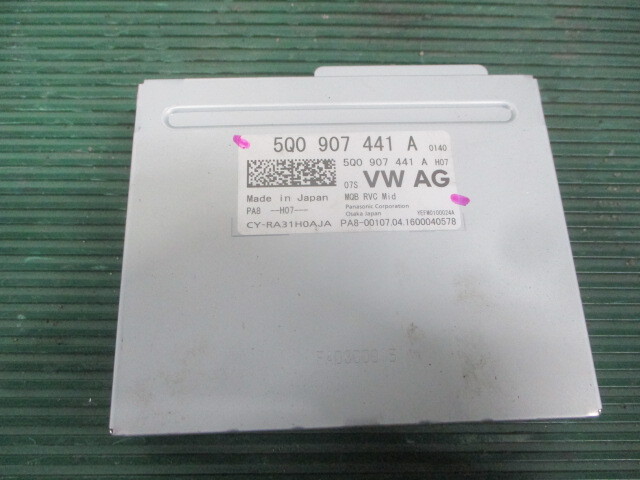 5Q0 907 441 A 0140
5Q0 907 441 A H07
07S VW AG
Made in Japan MQB RVC Mid
PA8 --H07-- Panasonic Corporation
Osaka Japan
CY-RA31H0AJA PA8-00107.04.1600040578